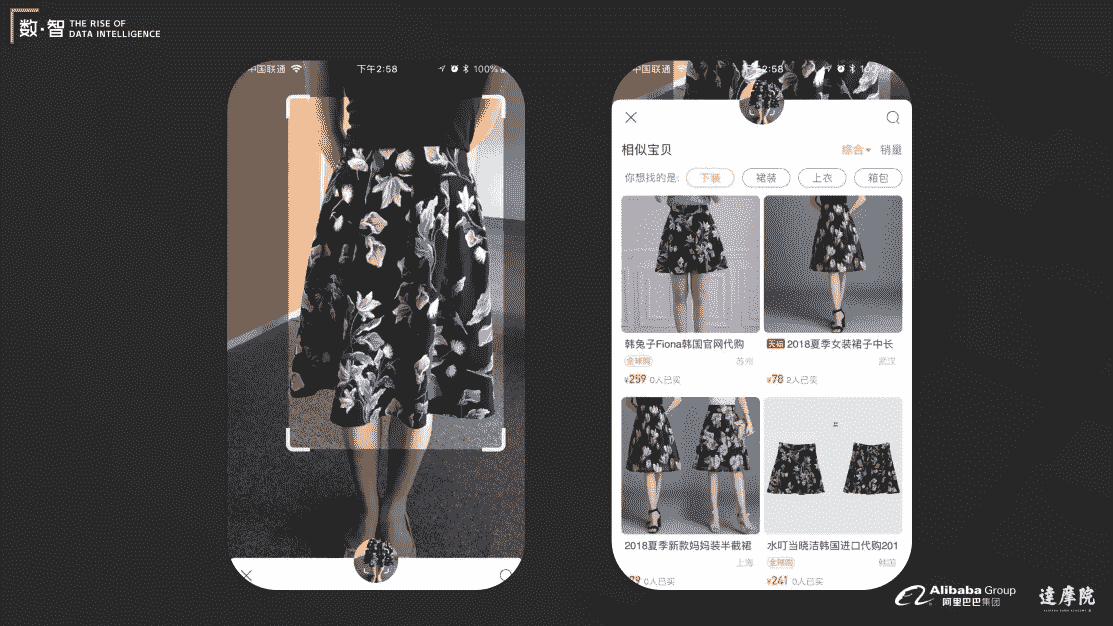 数·智 THE RISE OF
DATA INTELLIGENCE
中国联通 下午2:58 100%
中国联通 2:58
相似宝贝 综合 销量
你想找的是: 下装 裙装 上衣 箱包
韩兔子Fiona韩国官网代购
全球购 苏州
¥259 0人已买
天猫 2018夏季女装裙子中长
武汉
¥78 2人已买
2018夏季新款妈妈装半截裙
上海
0人已买
水叮当晓洁韩国进口代购201
全球购 韩国
¥241 0人已买
Alibaba Group
阿里巴巴集团
達摩院